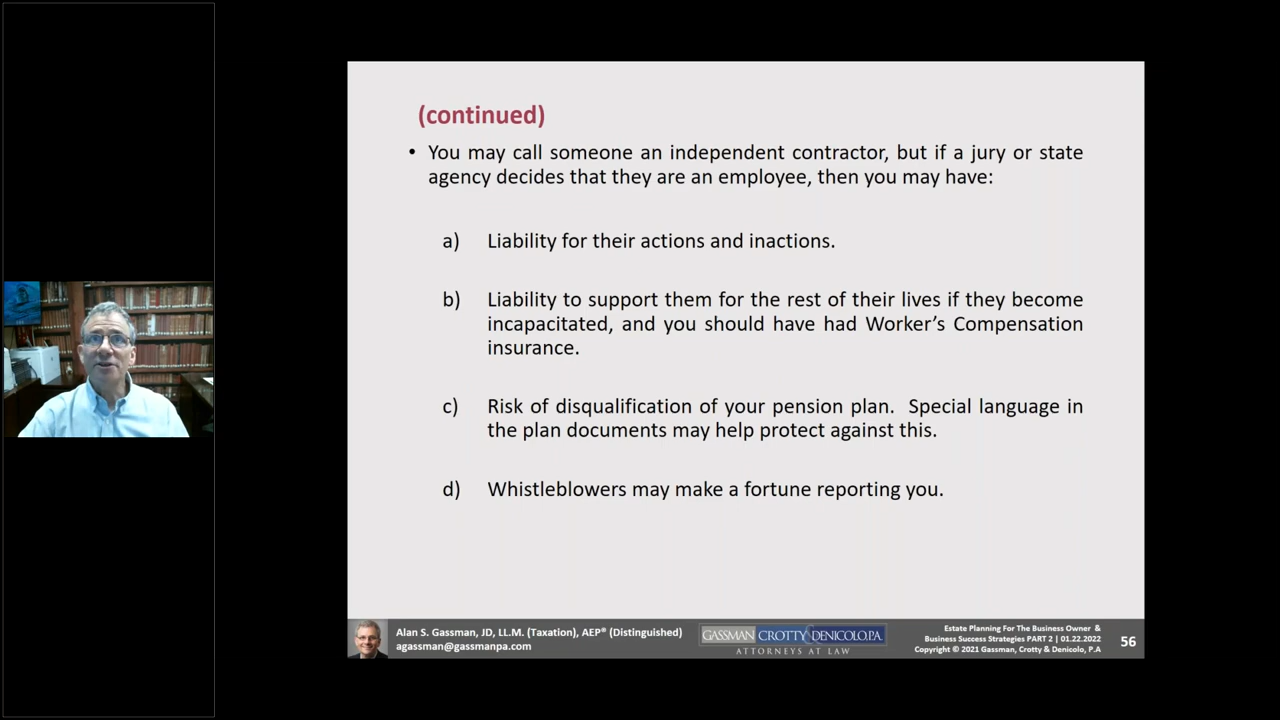 (continued)
• You may call someone an independent contractor, but if a jury or state
agency decides that they are an employee, then you may have:
a) Liability for their actions and inactions.
b) Liability to support them for the rest of their lives if they become
incapacitated, and you should have had Worker's Compensation
insurance.
c) Risk of disqualification of your pension plan. Special language in
the plan documents may help protect against this.
d) Whistleblowers may make a fortune reporting you.
Alan S. Gassman, JD, LL.M. (Taxation), AEP® (Distinguished)
agassman@gassmanpa.com
GASSMAN CROTTY DENICOLO, P.A.
ATTORNEYS AT LAW
Estate Planning For The Business Owner &
Business Success Strategies PART 2 | 01.22.2022
Copyright © 2021 Gassman, Crotty & Denicolo, P.A
56